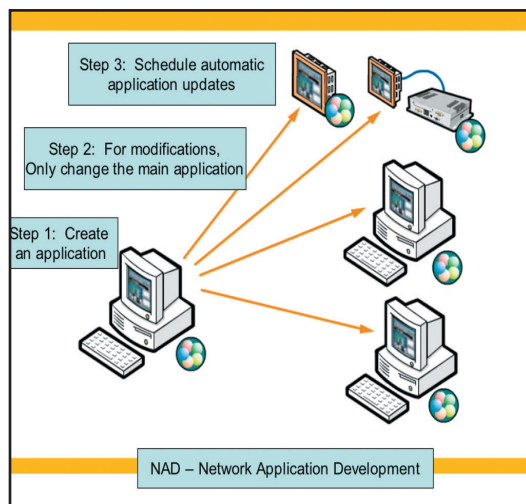 Step 3: Schedule automatic
application updates
Step 2: For modifications,
Only change the main application
Step 1: Create
an application
NAD – Network Application Development